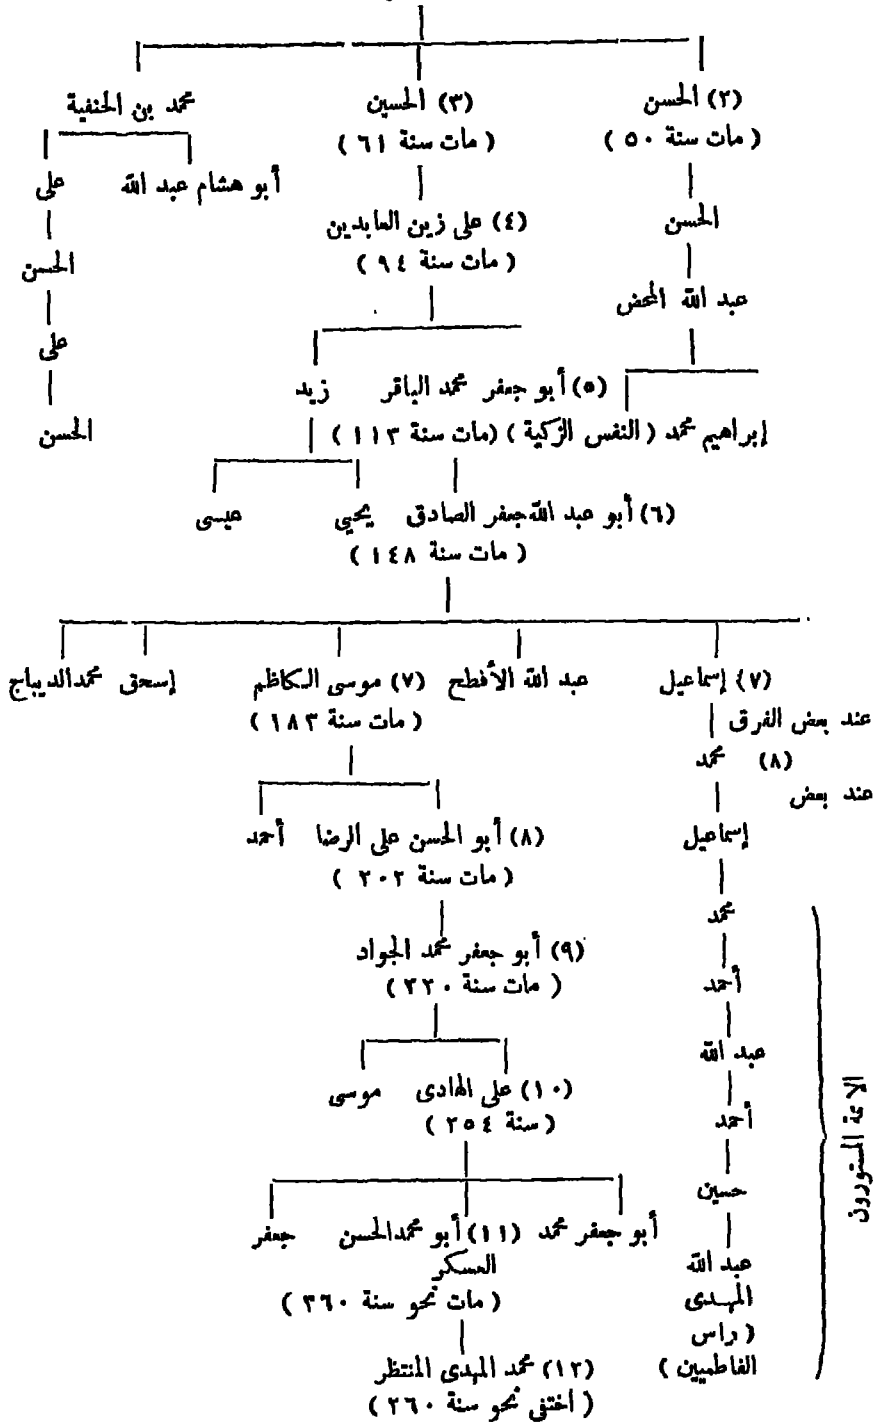 (٢) الحسن (٣) الحسين محمد بن الحنفية
( مات سنة ٥٠ ) ( مات سنة ٦١ )
أبو هشام عبد الله على
الحسن (٤) على زين العابدين
( مات سنة ٩٤ ) الحسن
عبد الله المحض
على
(٥) أبو جعفر محمد الباقر زيد
إبراهيم محمد ( النفس الزكية ) (مات سنة ١١٣ ) الحسن
(٦) أبو عبد الله جعفر الصادق يحيى عيسى
( مات سنة ١٤٨ )
(٧) إسماعيل عبد الله الأفطح (٧) موسى الكاظم إسحق محمد الديباج
عند بعض الفرق ( مات سنة ١٨٣ )
(٨) محمد
عند بعض
إسماعيل (٨) أبو الحسن على الرضا أحمد
( مات سنة ٢٠٢ )
محمد
(٩) أبو جعفر محمد الجواد
أحمد ( مات سنة ٢٢٠ )
عبد الله
(١٠) على الهادى موسى
أحمد ( سنة ٢٥٤ )
الائمة المستورون
حسين
أبو جعفر محمد (١١) أبو محمد الحسن جعفر
عبد الله العسكر
المهدى ( مات نحو سنة ٢٦٠ )
( راس
الفاطميين ) (١٢) محمد المهدى المنتظر
( اختفى نحو سنة ٢٦٠ )